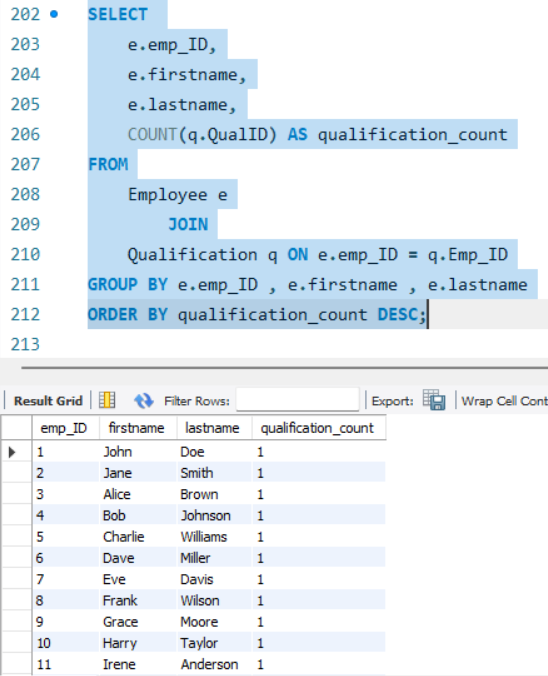 202 SELECT
203 e.emp_ID,
204 e.firstname,
205 e.lastname,
206 COUNT(q.QualID) AS qualification_count
207 FROM
208 Employee e
209 JOIN
210 Qualification q ON e.emp_ID = q.Emp_ID
211 GROUP BY e.emp_ID , e.firstname , e.lastname
212 ORDER BY qualification_count DESC;
213
Result Grid Filter Rows: Export: Wrap Cell Cont
emp_ID firstname lastname qualification_count
1 John Doe 1
2 Jane Smith 1
3 Alice Brown 1
4 Bob Johnson 1
5 Charlie Williams 1
6 Dave Miller 1
7 Eve Davis 1
8 Frank Wilson 1
9 Grace Moore 1
10 Harry Taylor 1
11 Irene Anderson 1